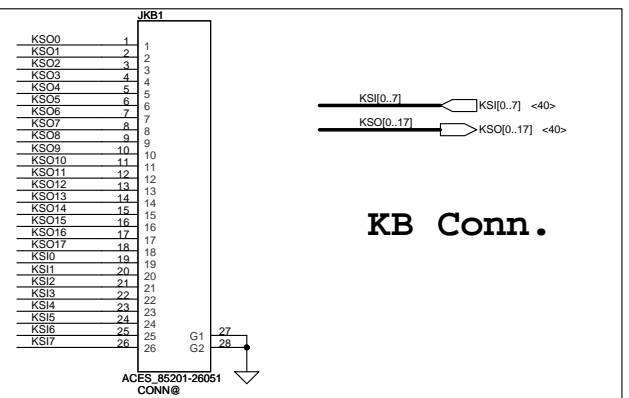 JKB1
KSO0 1 1
KSO1 2 2
KSO2 3 3
KSO3 4 4
KSO4 5 5
KSO5 6 6
KSO6 7 7
KSO7 8 8
KSO8 9 9
KSO9 10 10
KSO10 11 11
KSO11 12 12
KSO12 13 13
KSO13 14 14
KSO14 15 15
KSO15 16 16
KSO16 17 17
KSO17 18 18
KSI0 19 19
KSI1 20 20
KSI2 21 21
KSI3 22 22
KSI4 23 23
KSI5 24 24
KSI6 25 25
KSI7 26 26
G1 27
G2 28
ACES_85201-26051
CONN@
KSI[0..7] KSI[0..7] <40>
KSO[0..17] KSO[0..17] <40>
KB Conn.